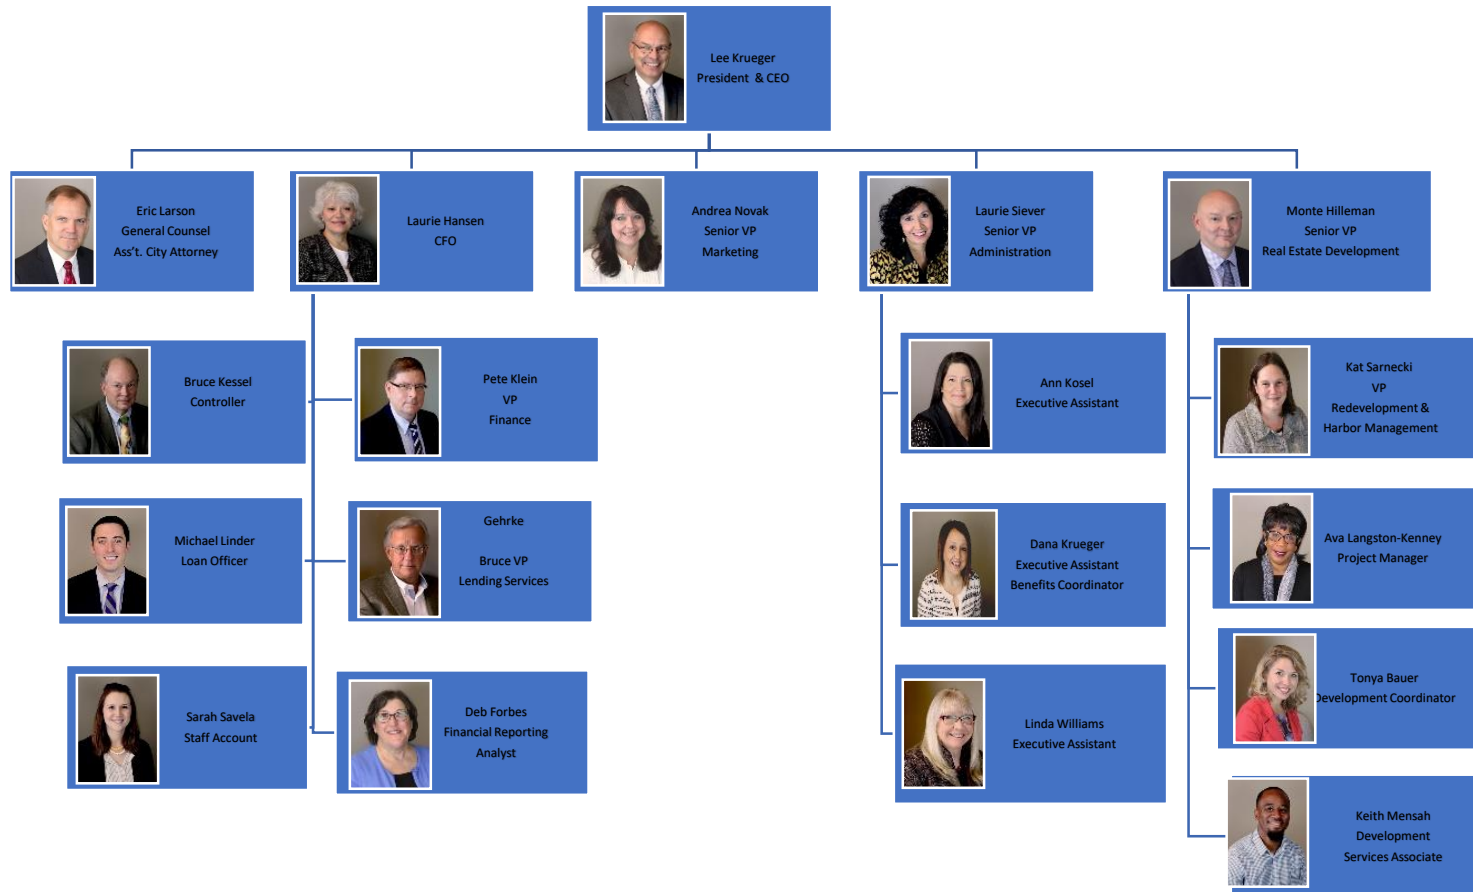 Lee Krueger
President & CEO
Eric Larson
General Counsel
Ass't. City Attorney
Laurie Hansen
CFO
Andrea Novak
Senior VP
Marketing
Laurie Siever
Senior VP
Administration
Monte Hilleman
Senior VP
Real Estate Development
Bruce Kessel
Controller
Pete Klein
VP
Finance
Ann Kosel
Executive Assistant
Kat Sarnecki
VP
Redevelopment &
Harbor Management
Michael Linder
Loan Officer
Gehrke
Bruce VP
Lending Services
Dana Krueger
Executive Assistant
Benefits Coordinator
Ava Langston-Kenney
Project Manager
Sarah Savela
Staff Account
Deb Forbes
Financial Reporting
Analyst
Linda Williams
Executive Assistant
Tonya Bauer
Development Coordinator
Keith Mensah
Development
Services Associate